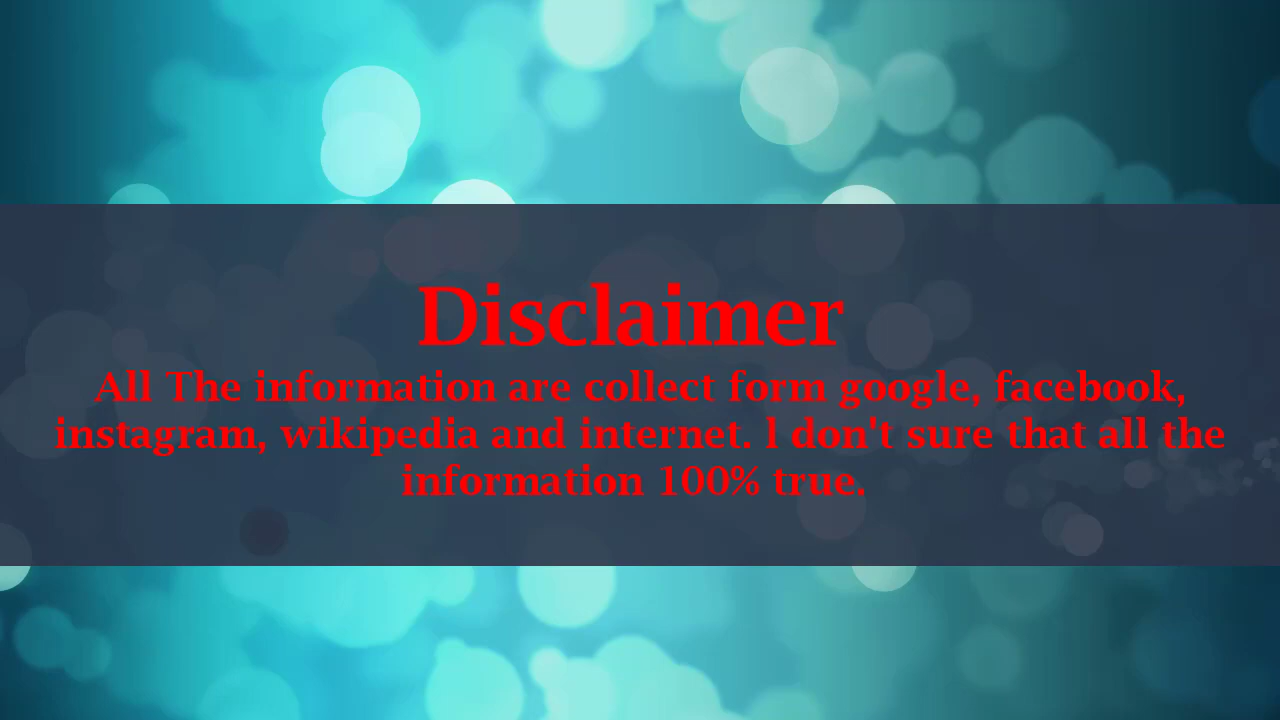 Disclaimer
All The information are collect form google, facebook,
instagram, wikipedia and internet. l don't sure that all the
information 100% true.